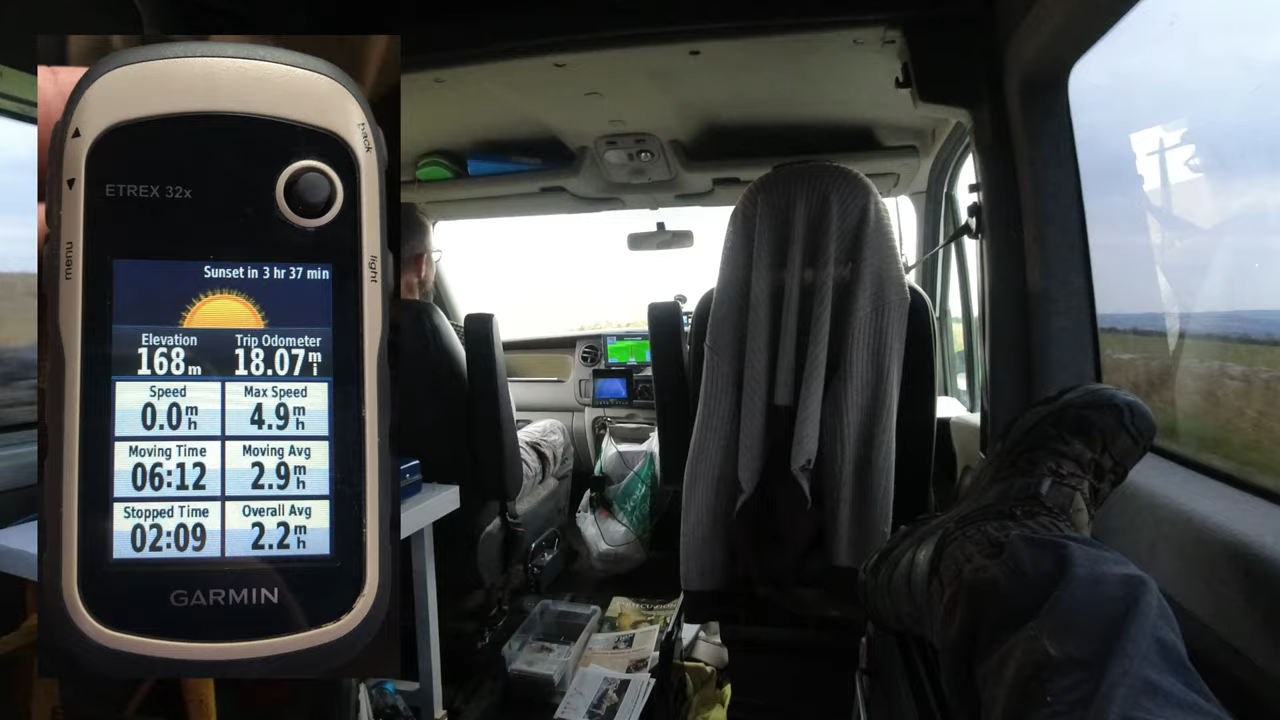 back
ETREX 32x
menu
light
Sunset in 3 hr 37 min
Elevation
168m
Trip Odometer
18.07mi
Speed
0.0mh
Max Speed
4.9mh
Moving Time
06:12
Moving Avg
2.9mh
Stopped Time
02:09
Overall Avg
2.2mh
GARMIN